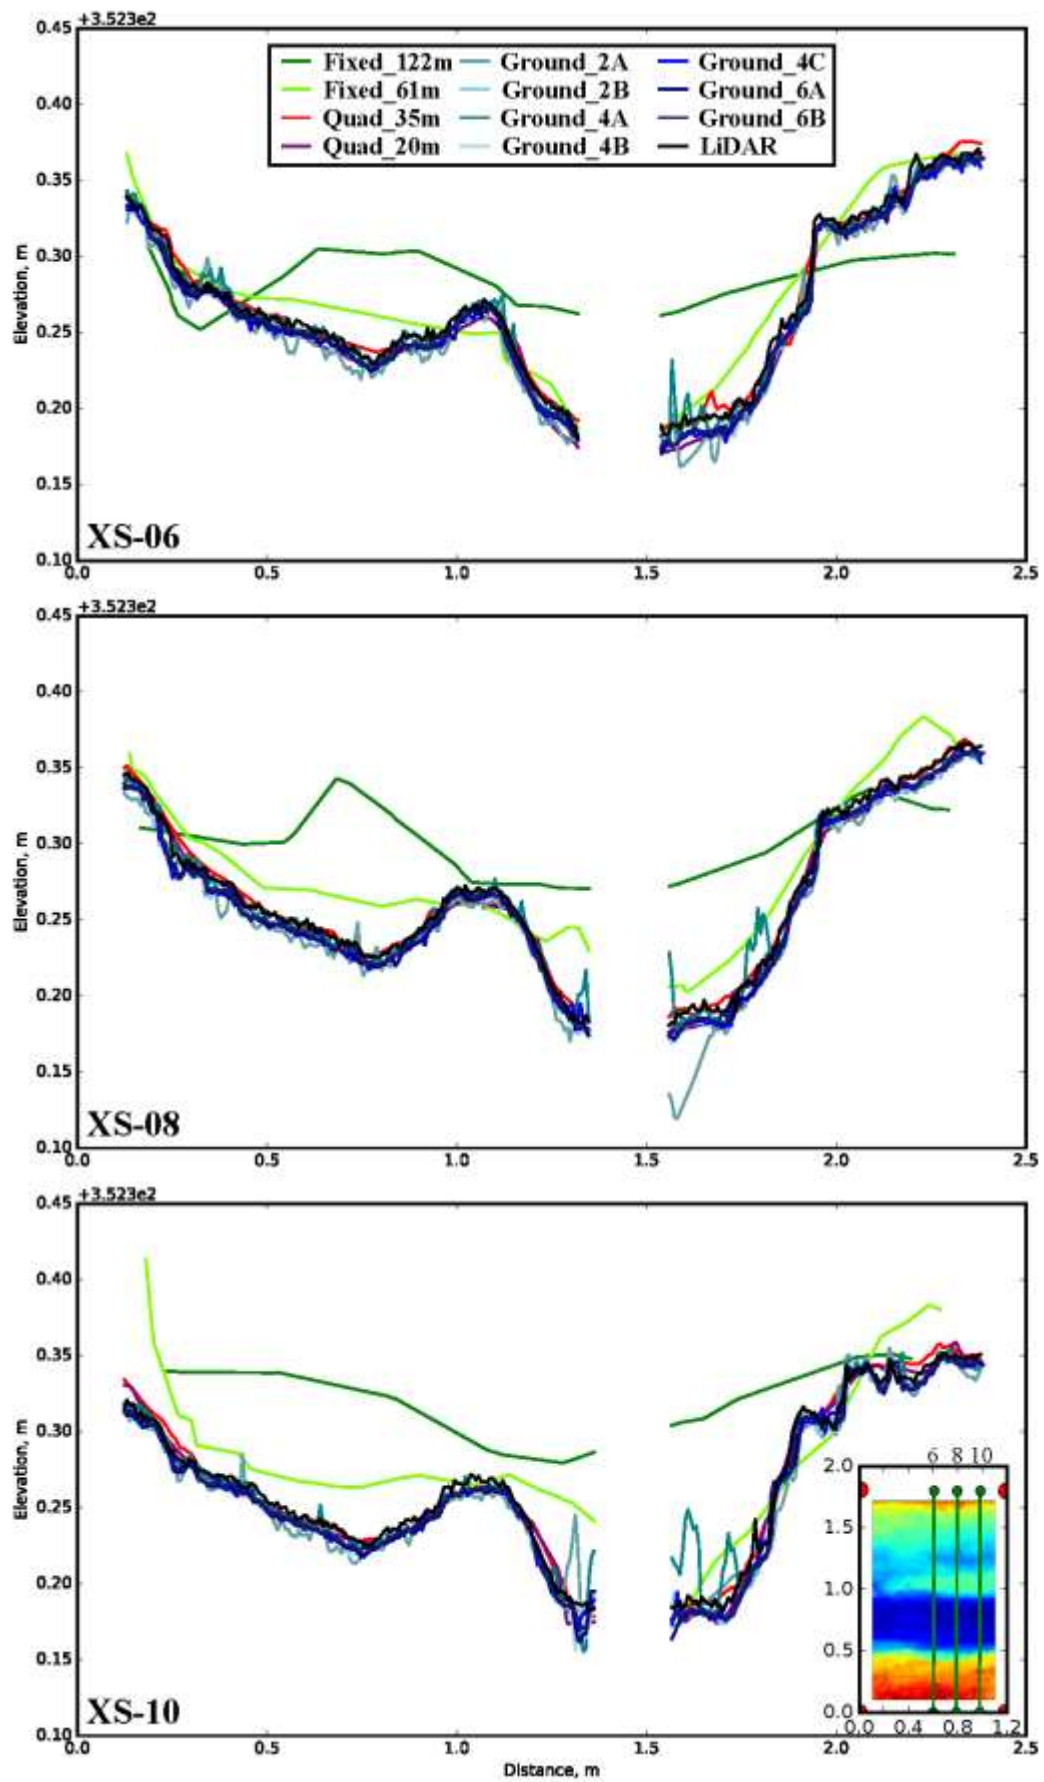 +3.523e2
0.45
0.40
0.35
0.30
0.25
0.20
0.15
0.10
Elevation, m
Fixed_122m Ground_2A Ground_4C
Fixed_61m Ground_2B Ground_6A
Quad_35m Ground_4A Ground_6B
Quad_20m Ground_4B LiDAR
XS-06
0.0 0.5 1.0 1.5 2.0 2.5
+3.523e2
0.45
0.40
0.35
0.30
0.25
0.20
0.15
0.10
Elevation, m
XS-08
0.0 0.5 1.0 1.5 2.0 2.5
+3.523e2
0.45
0.40
0.35
0.30
0.25
0.20
0.15
0.10
Elevation, m
XS-10
6 8 10
2.0
1.5
1.0
0.5
0.0
0.0 0.4 0.8 1.2
0.0 0.5 1.0 1.5 2.0 2.5
Distance, m